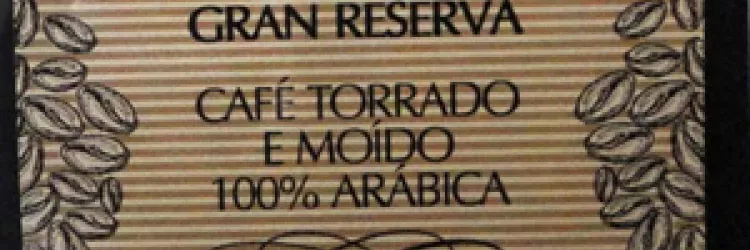 GRAN RESERVA
CAFÉ TORRADO
E MOÍDO
100% ARÁBICA